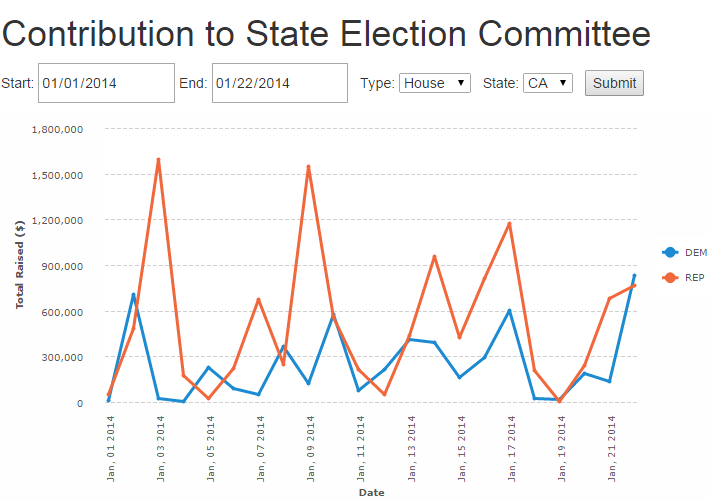 Contribution to State Election Committee
Start: 01/01/2014 End: 01/22/2014 Type: House State: CA Submit
1,800,000
1,500,000
1,200,000
900,000
600,000
300,000
0
Total Raised ($)
DEM
REP
Jan, 01 2014
Jan, 03 2014
Jan, 05 2014
Jan, 07 2014
Jan, 09 2014
Jan, 11 2014
Jan, 13 2014
Jan, 15 2014
Jan, 17 2014
Jan, 19 2014
Jan, 21 2014
Date